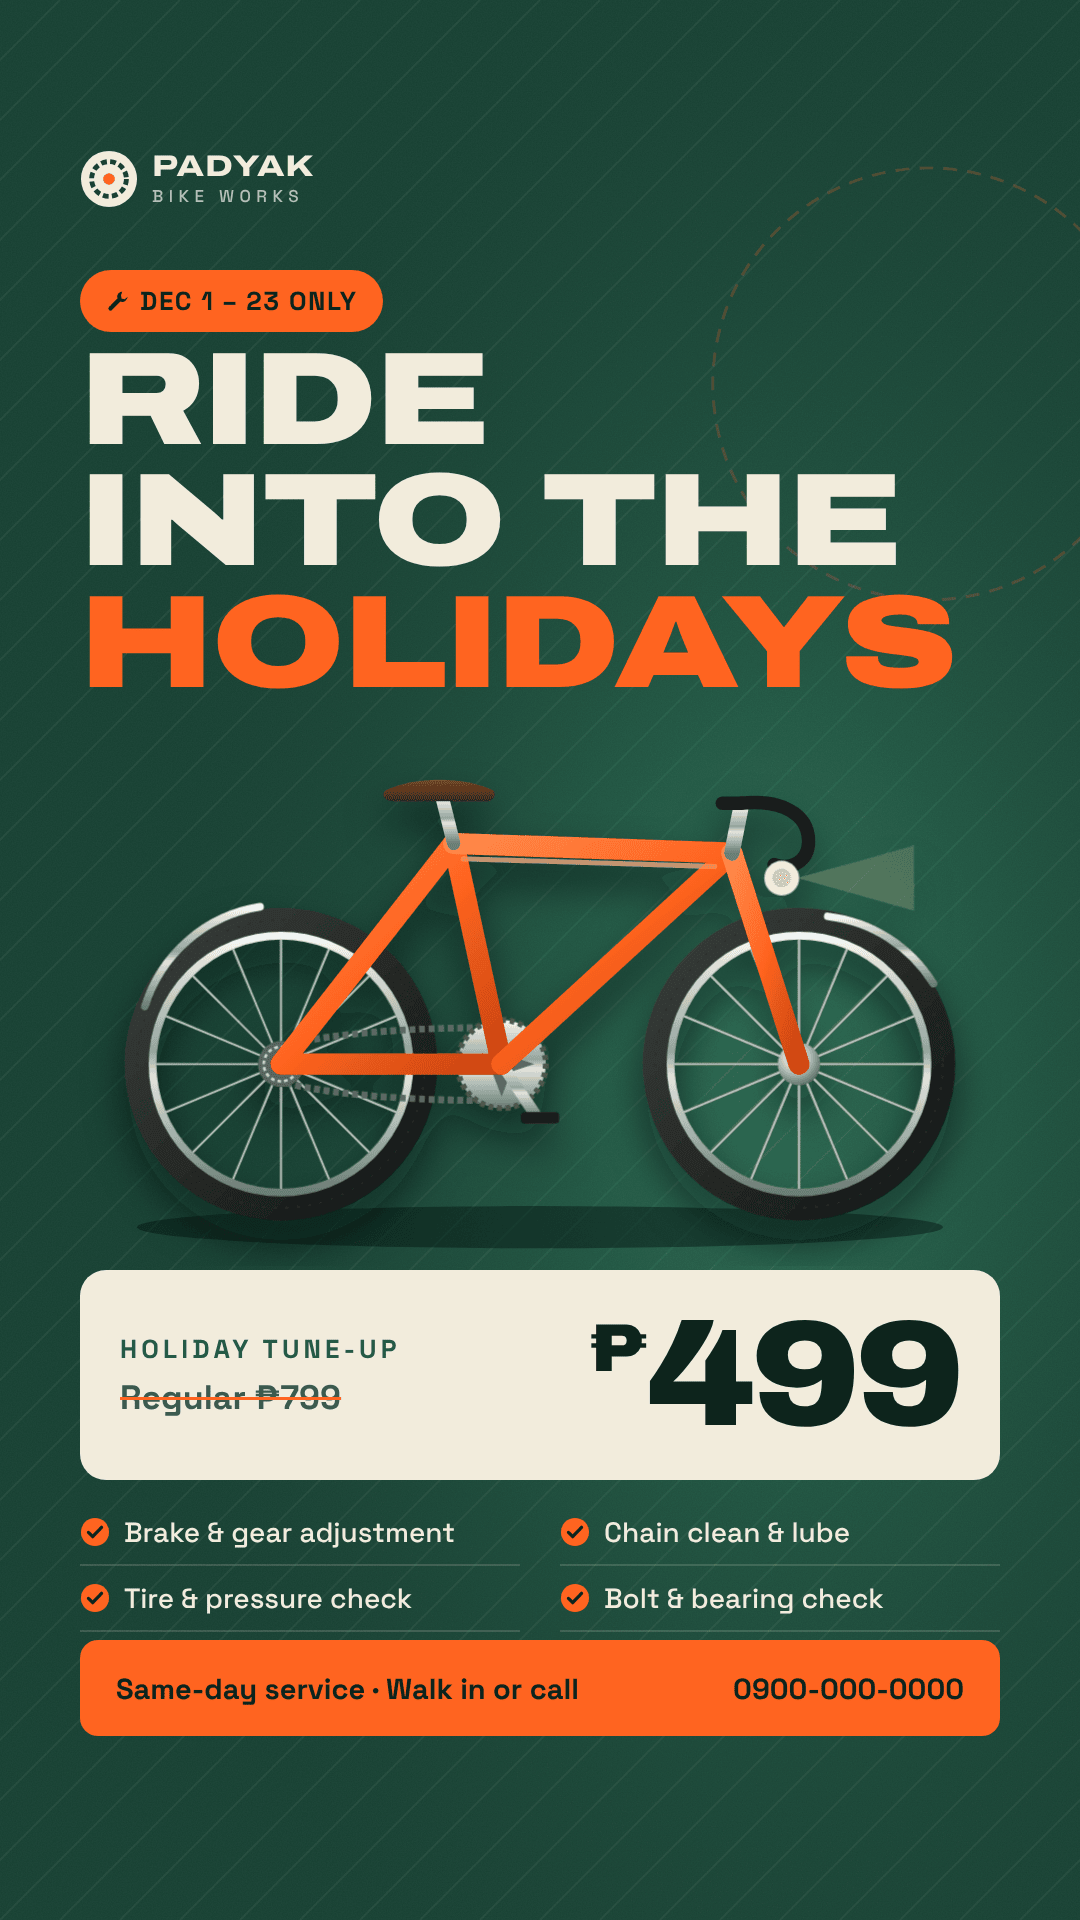 PADYAK
BIKE WORKS
DEC 1 – 23 ONLY
RIDE
INTO THE
HOLIDAYS
HOLIDAY TUNE-UP
Regular ₱799
₱499
Brake & gear adjustment
Chain clean & lube
Tire & pressure check
Bolt & bearing check
Same-day service · Walk in or call
0900-000-0000